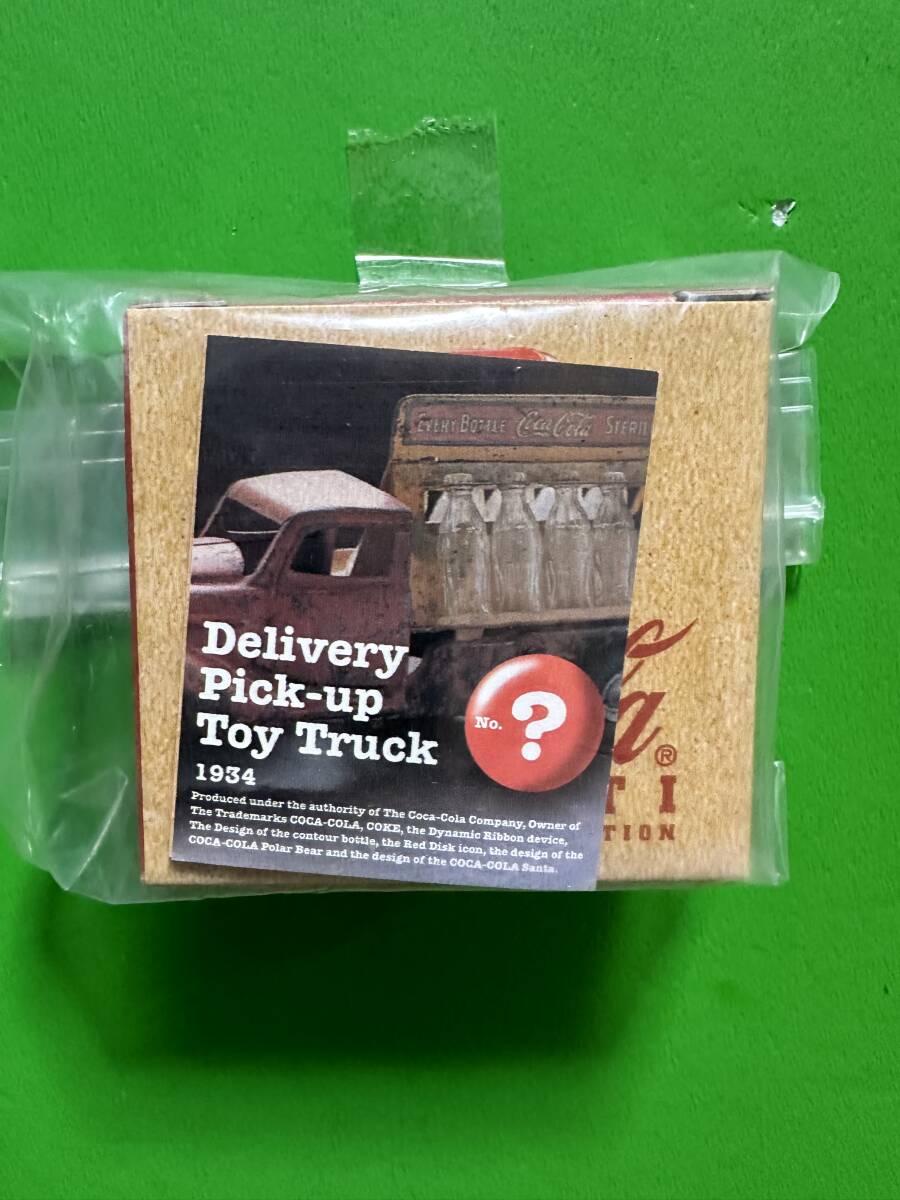 EVERY BOTTLE Coca-Cola
Delivery
Pick-up
Toy Truck
1934
No. ?
Produced under the authority of The Coca-Cola Company, Owner of
The Trademarks COCA-COLA, COKE, the Dynamic Ribbon device,
The Design of the contour bottle, the Red Disk icon, the design of the
COCA-COLA Polar Bear and the design of the COCA-COLA Santa.
®